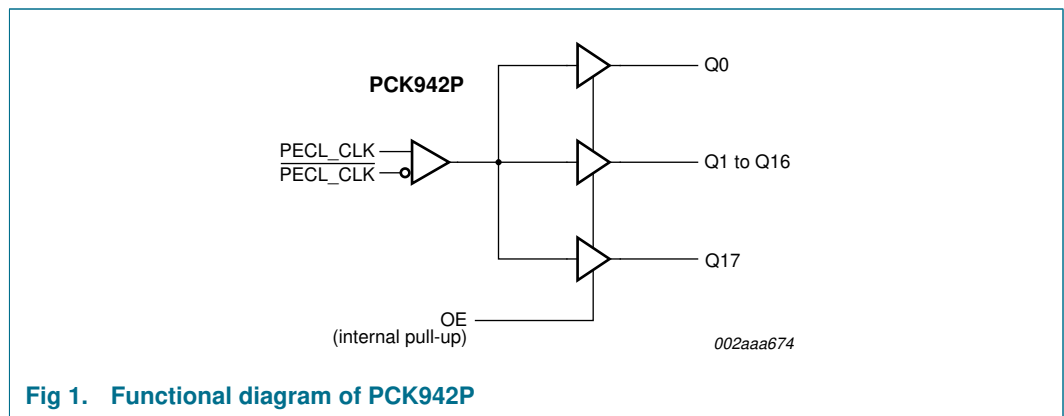 PCK942P
Q0
PECL_CLK
PECL_CLK
Q1 to Q16
Q17
OE
(internal pull-up)
002aaa674
Fig 1. Functional diagram of PCK942P